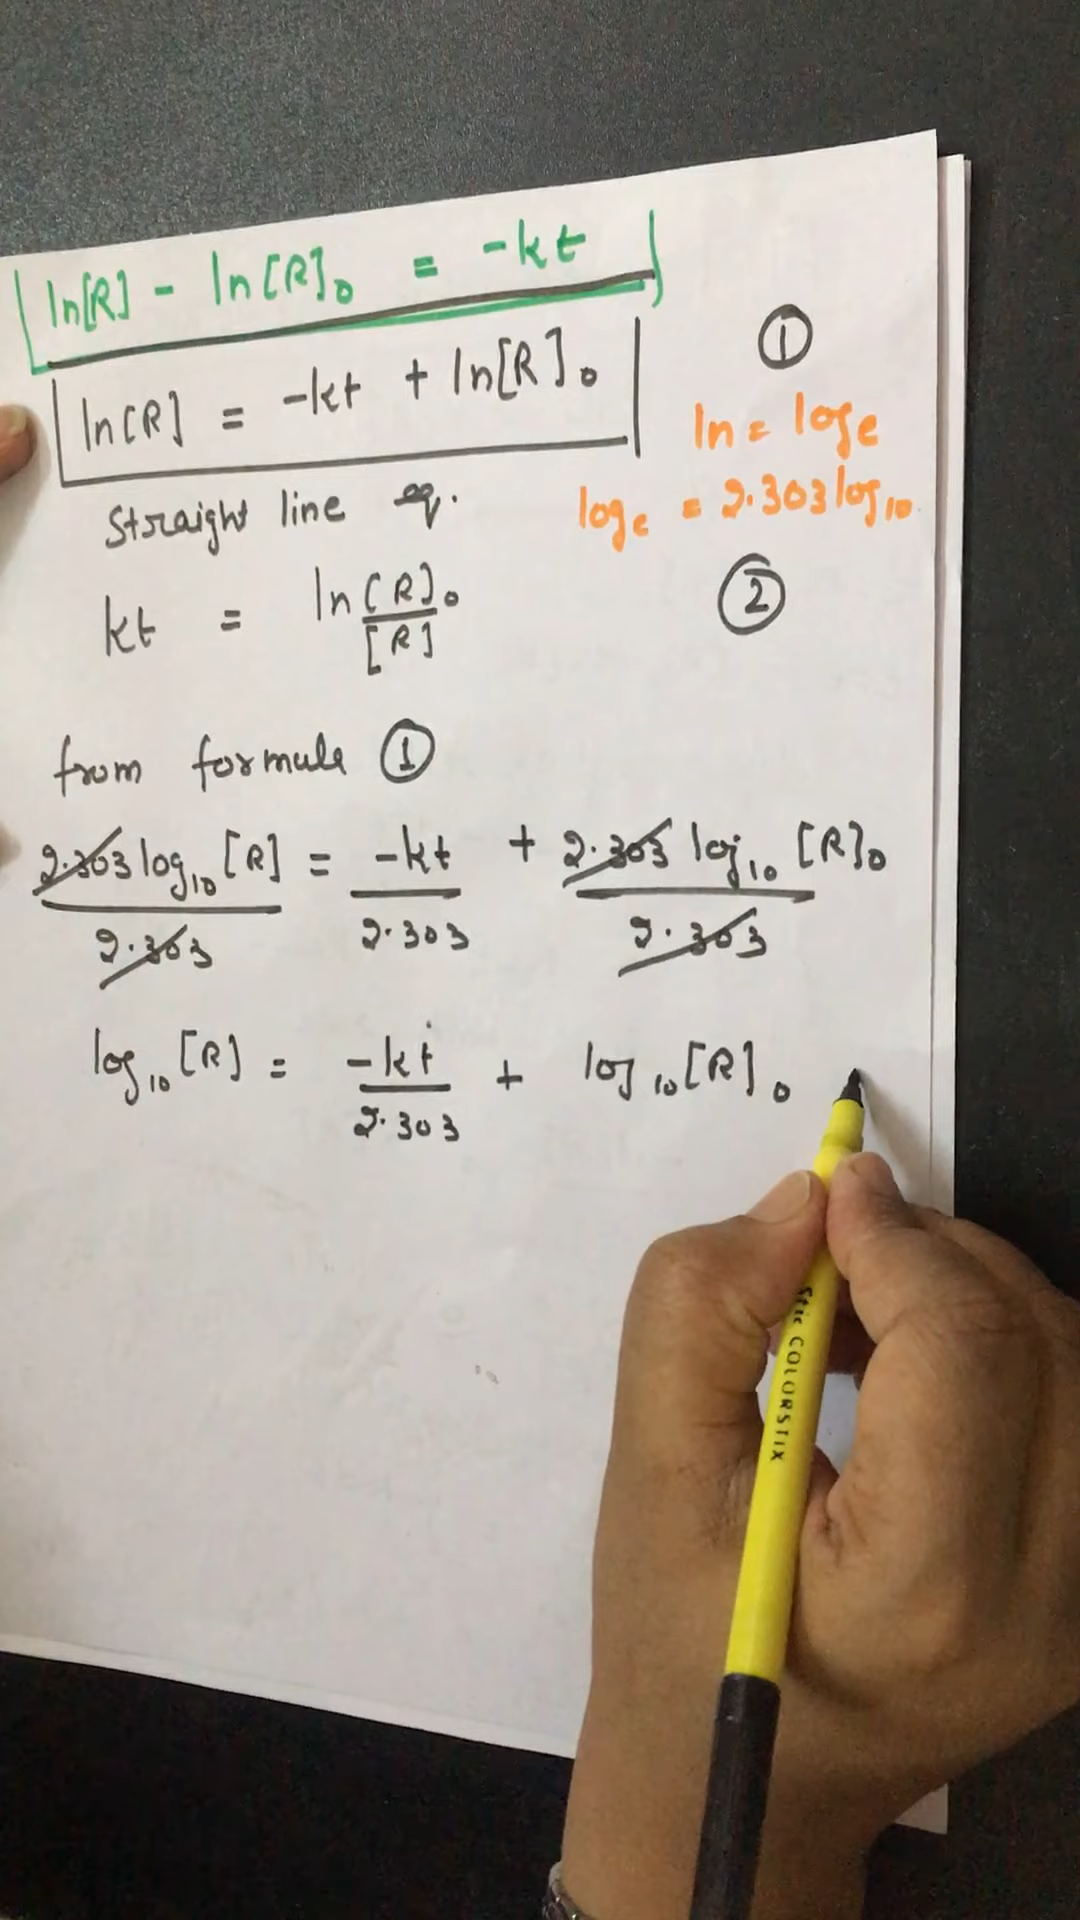 ln[R] - ln[R]₀ = -kt
ln[R] = -kt + ln[R]₀ ①
ln = logₑ
Straight line eq.
logₑ = 2.303 log₁₀
kt = ln [R]₀ / [R] ②
from formula ①
2.303 log₁₀ [R] / 2.303 = -kt / 2.303 + 2.303 log₁₀ [R]₀ / 2.303
log₁₀ [R] = -kt / 2.303 + log₁₀ [R]₀
Stic COLORSTIX